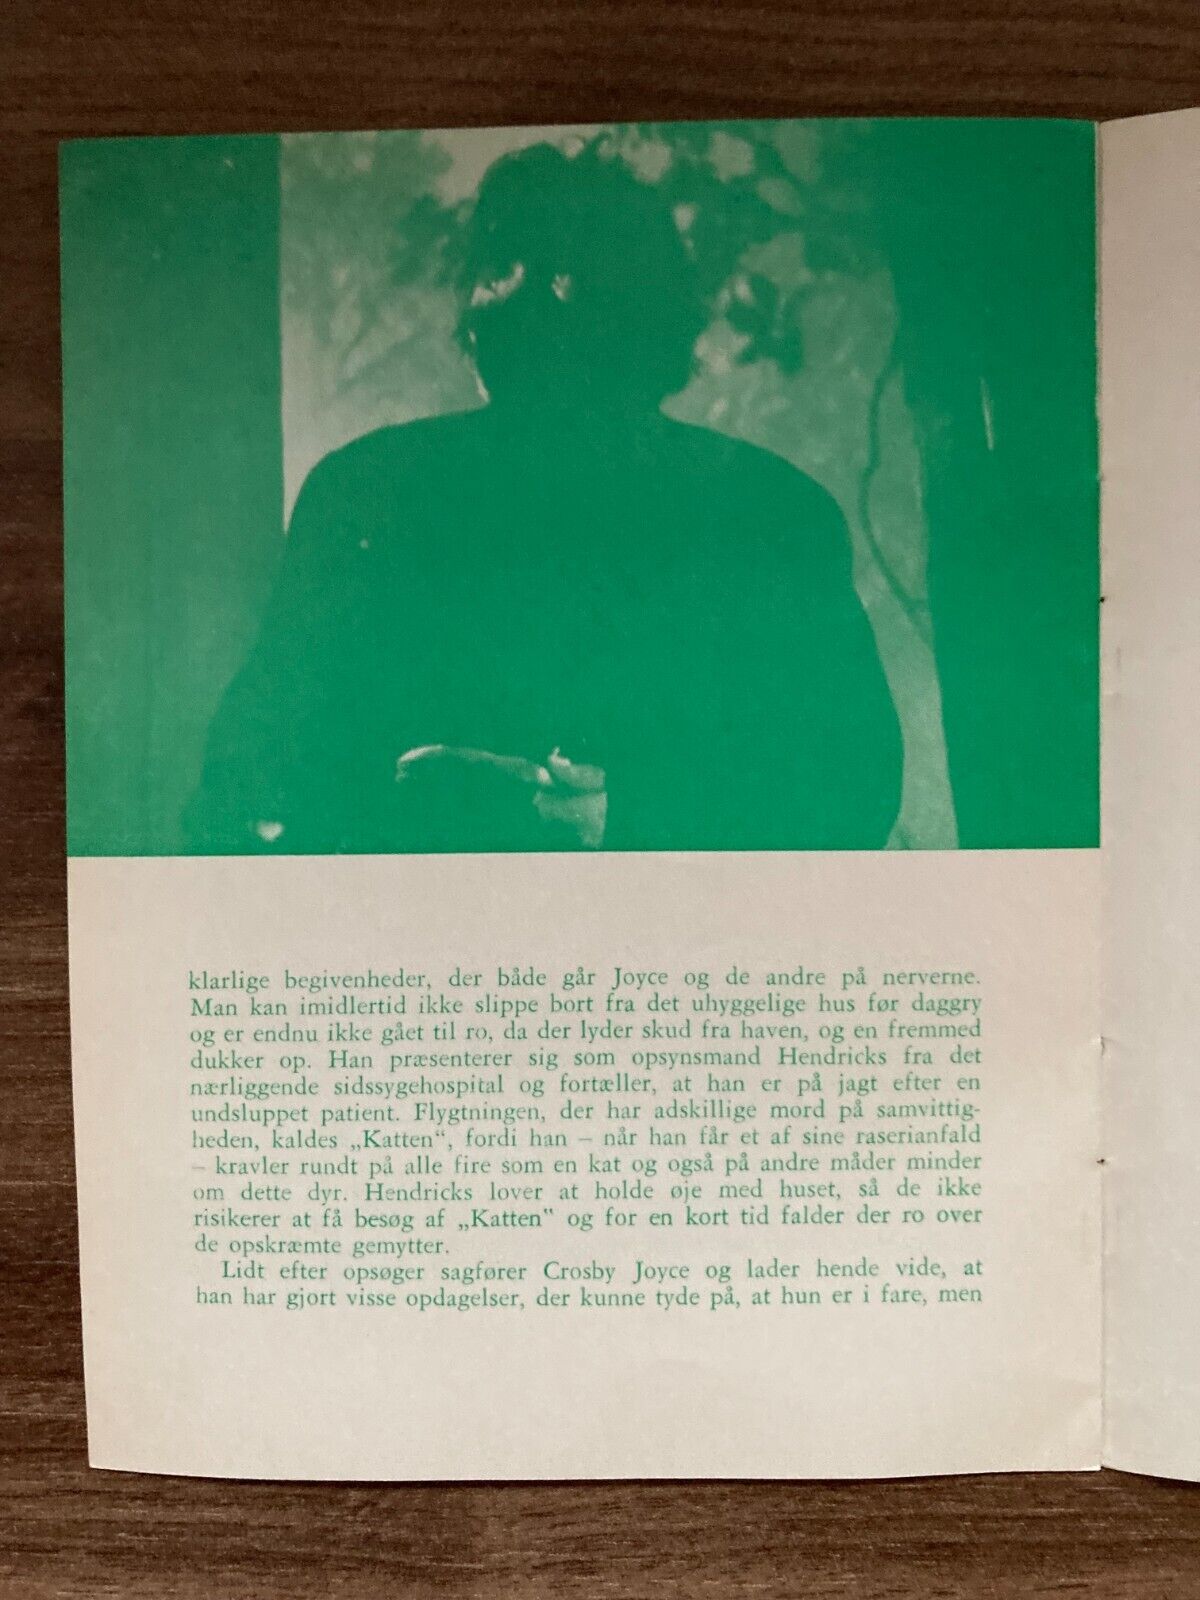 klarlige begivenheder, der både går Joyce og de andre på nerverne.
Man kan imidlertid ikke slippe bort fra det uhyggelige hus før daggry
og er endnu ikke gået til ro, da der lyder skud fra haven, og en fremmed
dukker op. Han præsenterer sig som opsynsmand Hendricks fra det
nærliggende sidssygehospital og fortæller, at han er på jagt efter en
undsluppet patient. Flygtningen, der har adskillige mord på samvittig-
heden, kaldes „Katten“, fordi han – når han får et af sine raserianfald
– kravler rundt på alle fire som en kat og også på andre måder minder
om dette dyr. Hendricks lover at holde øje med huset, så de ikke
risikerer at få besøg af „Katten" og for en kort tid falder der ro over
de opskræmte gemytter.
Lidt efter opsøger sagfører Crosby Joyce og lader hende vide, at
han har gjort visse opdagelser, der kunne tyde på, at hun er i fare, men